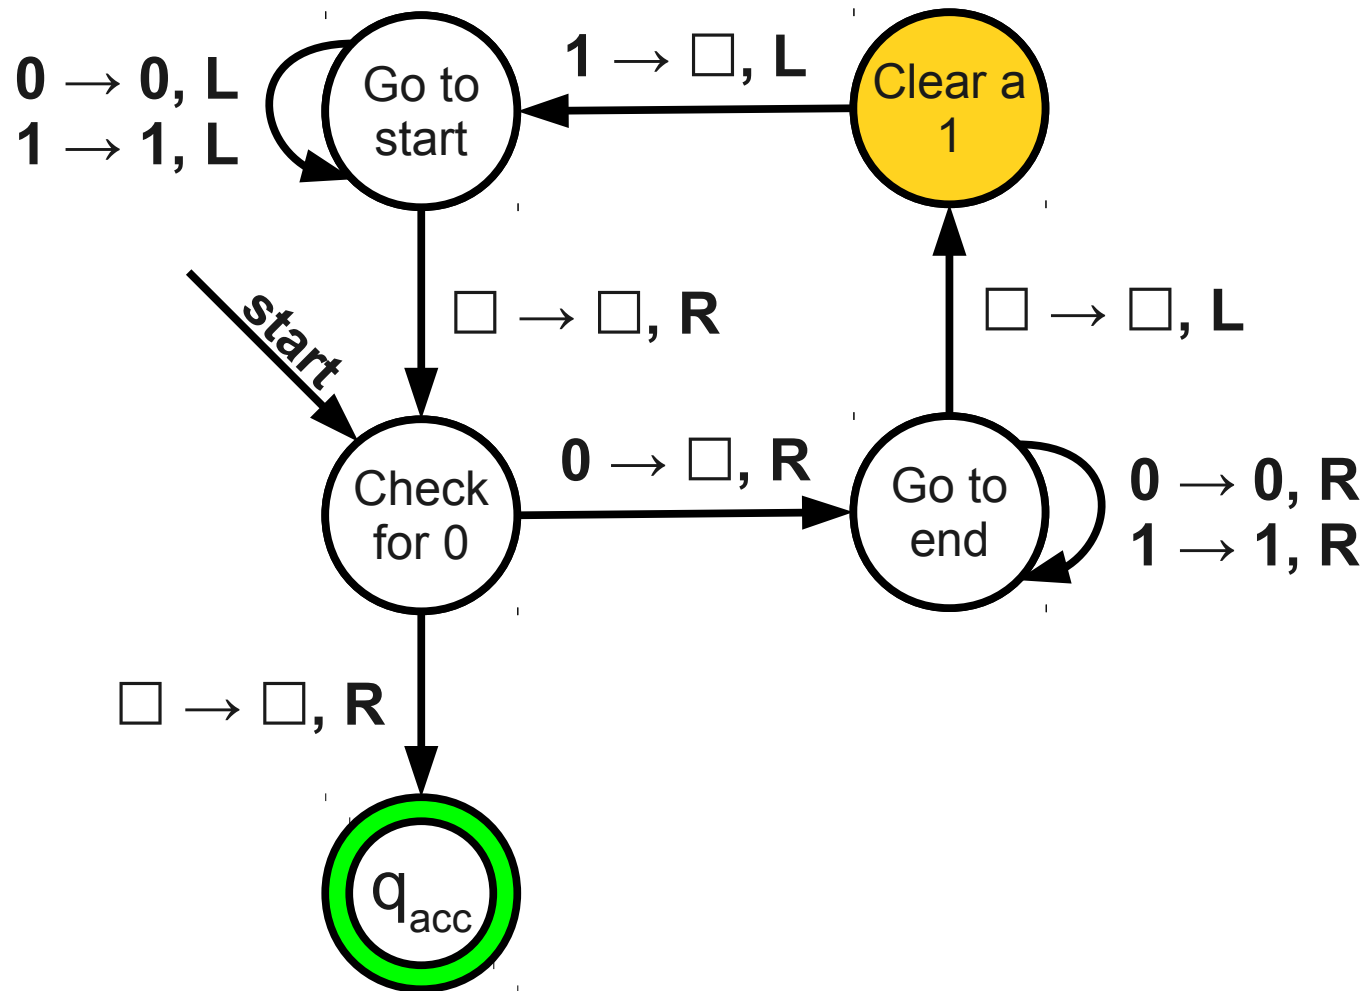 0 → 0, L
1 → 1, L
Go to
start
1 → □, L
Clear a
1
□ → □, R
□ → □, L
start
Check
for 0
0 → □, R
Go to
end
0 → 0, R
1 → 1, R
□ → □, R
qacc